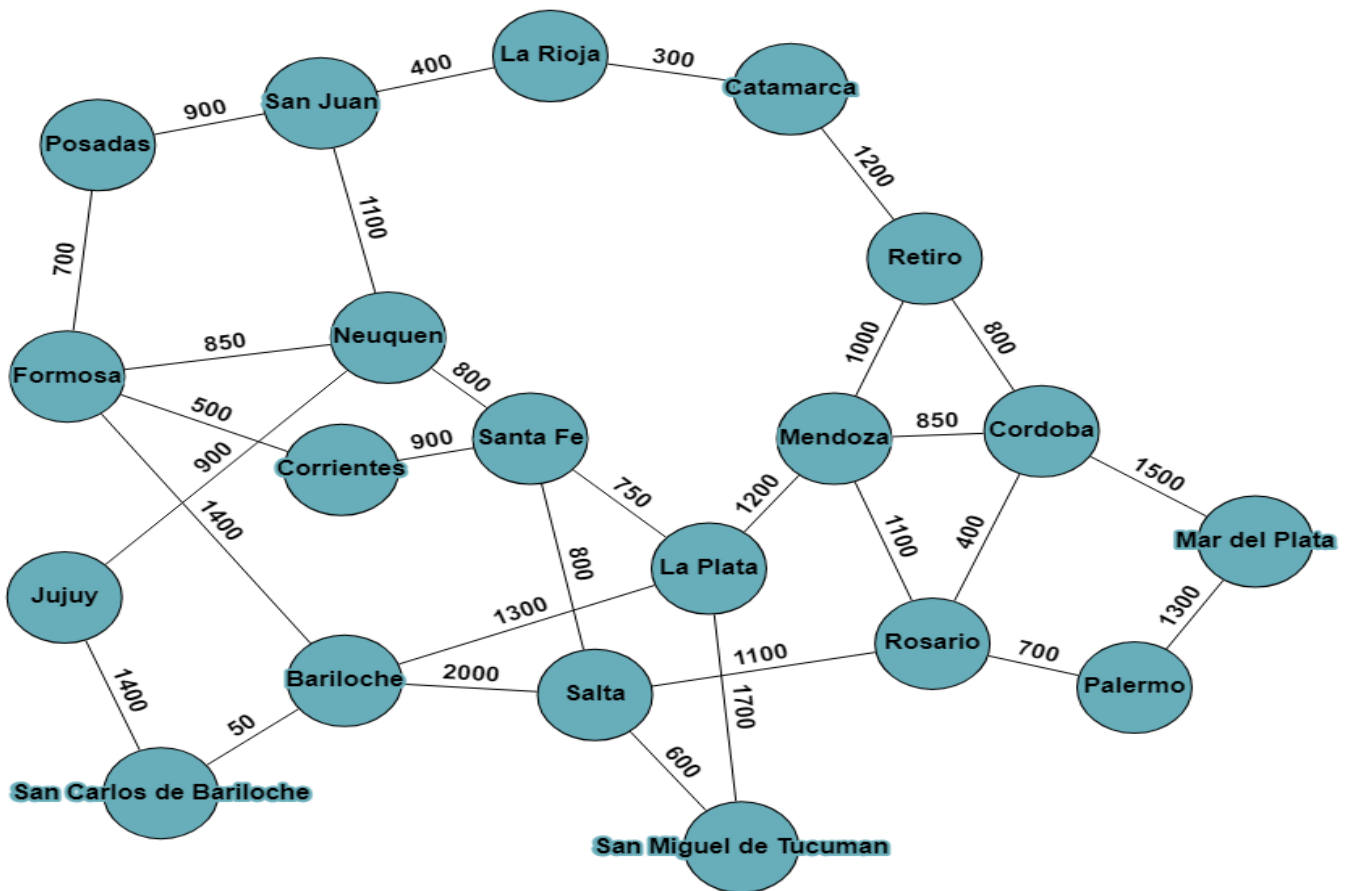 La Rioja
400
300
Catamarca
San Juan
900
Posadas
1200
1100
700
Retiro
Neuquen
850
1000
800
Formosa
800
500
Santa Fe
Mendoza
850
Cordoba
900
900
Corrientes
1500
750
1200
1400
1100
400
Mar del Plata
800
La Plata
Jujuy
1300
1300
Rosario
700
1100
Bariloche
2000
Salta
Palermo
1400
1700
50
600
San Carlos de Bariloche
San Miguel de Tucuman